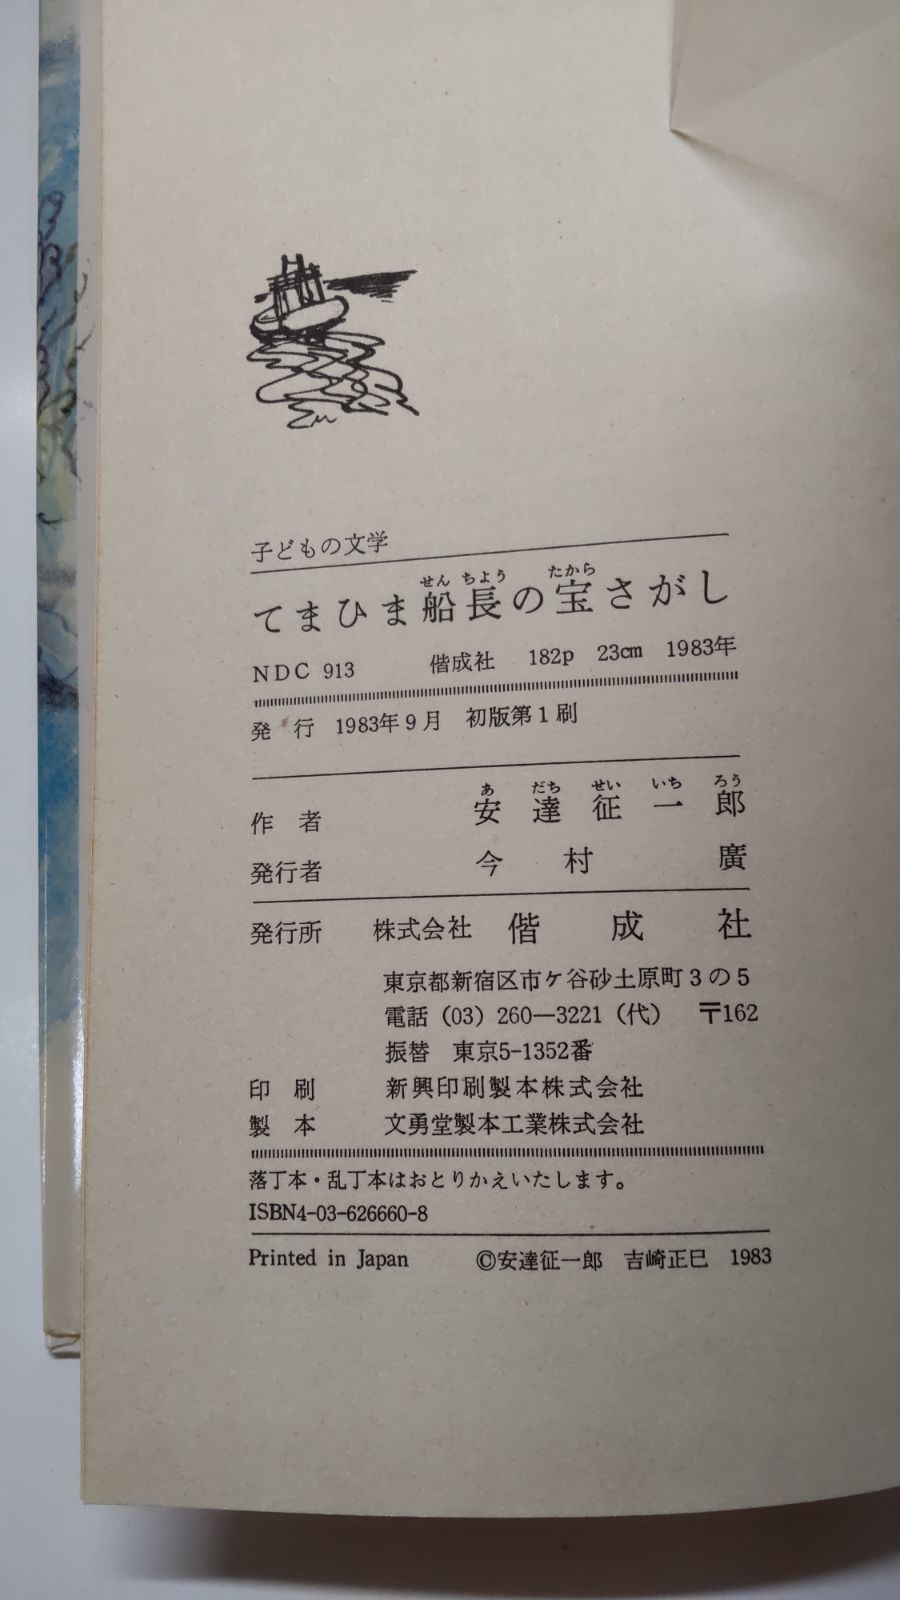 子どもの文学
てまひま船長の宝さがし
せん ちよう たから
NDC 913 偕成社 182p 23cm 1983年
発行 1983年9月 初版第1刷
あ だち せい いち ろう
作者 安達征一郎
発行者 今村廣
発行所 株式会社 偕成社
東京都新宿区市ケ谷砂土原町3の5
電話 (03) 260―3221 (代) 〒162
振替 東京5-1352番
印刷 新興印刷製本株式会社
製本 文勇堂製本工業株式会社
落丁本・乱丁本はおとりかえいたします。
ISBN4-03-626660-8
Printed in Japan ©安達征一郎 吉崎正巳 1983